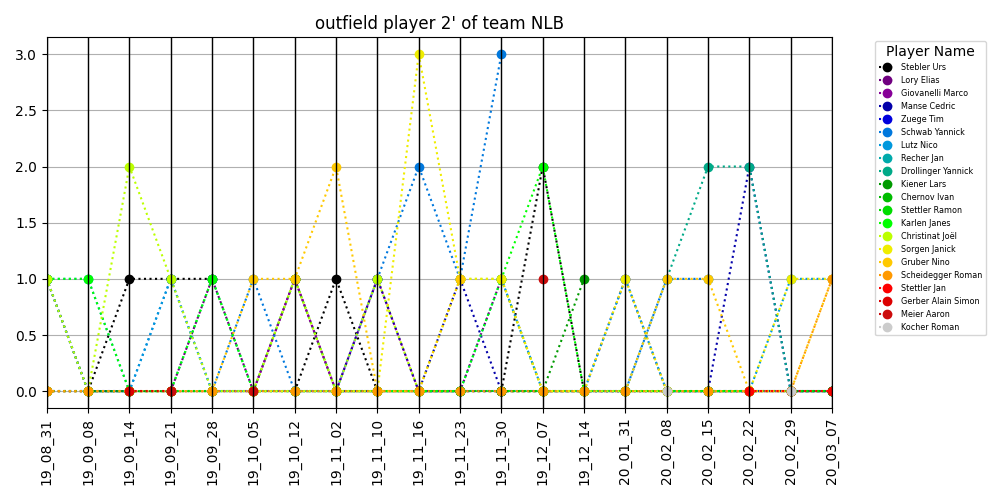 outfield player 2' of team NLB
3.0
2.5
2.0
1.5
1.0
0.5
0.0
19_08_31
19_09_08
19_09_14
19_09_21
19_09_28
19_10_05
19_10_12
19_11_02
19_11_10
19_11_16
19_11_23
19_11_30
19_12_07
19_12_14
20_01_31
20_02_08
20_02_15
20_02_22
20_02_29
20_03_07
Player Name
Stebler Urs
Lory Elias
Giovanelli Marco
Manse Cedric
Zuege Tim
Schwab Yannick
Lutz Nico
Recher Jan
Drollinger Yannick
Kiener Lars
Chernov Ivan
Stettler Ramon
Karlen Janes
Christinat Joël
Sorgen Janick
Gruber Nino
Scheidegger Roman
Stettler Jan
Gerber Alain Simon
Meier Aaron
Kocher Roman